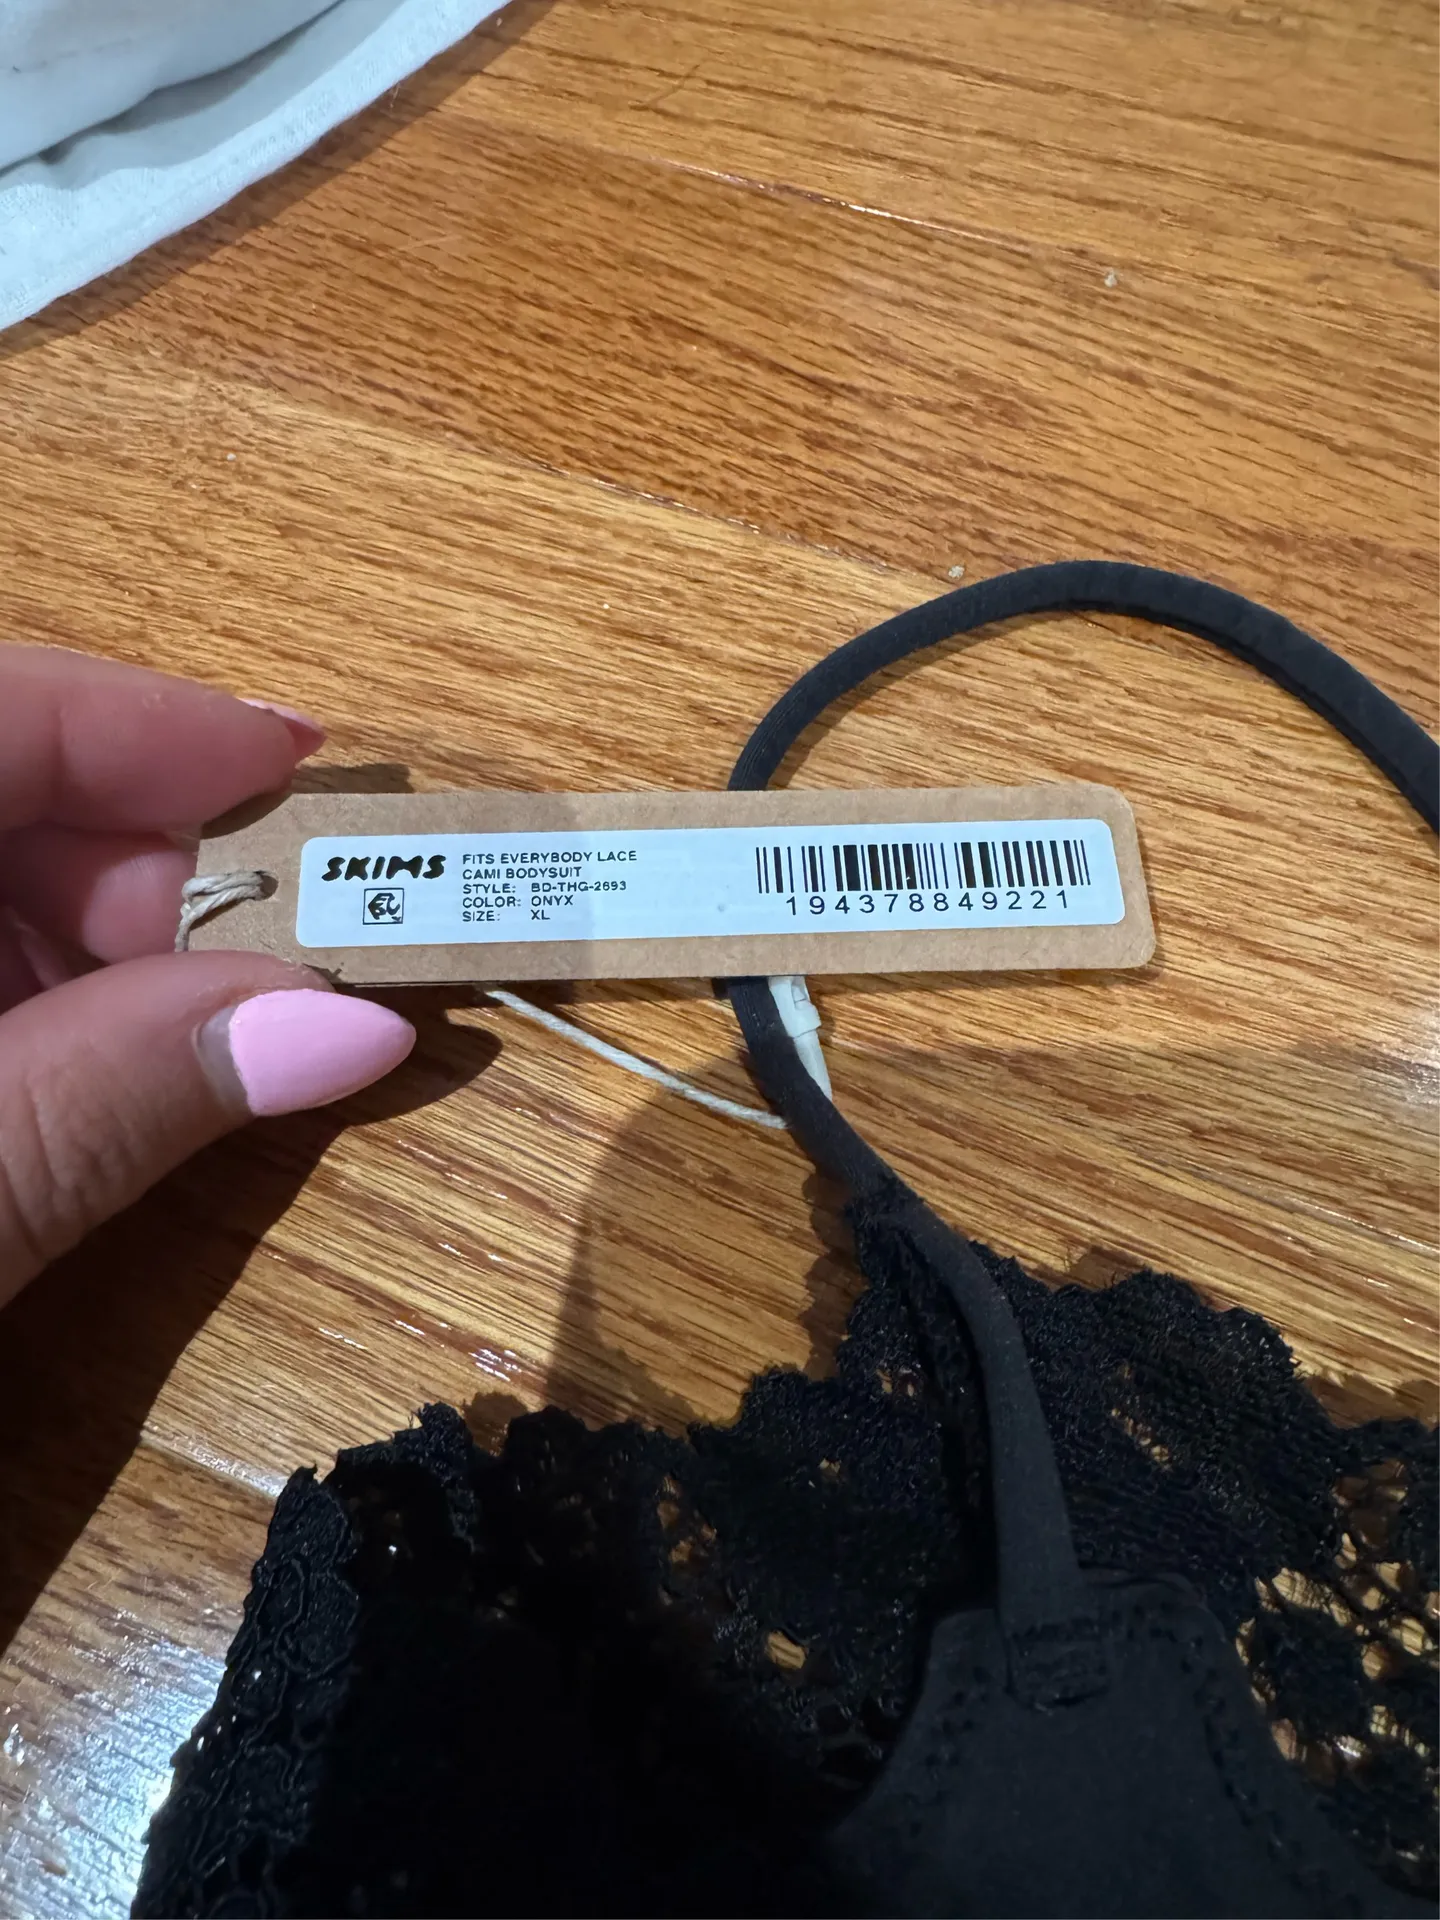 SKIMS
FITS EVERYBODY LACE
CAMI BODYSUIT
STYLE: BD-THG-2693
COLOR: ONYX
SIZE: XL
194378849221